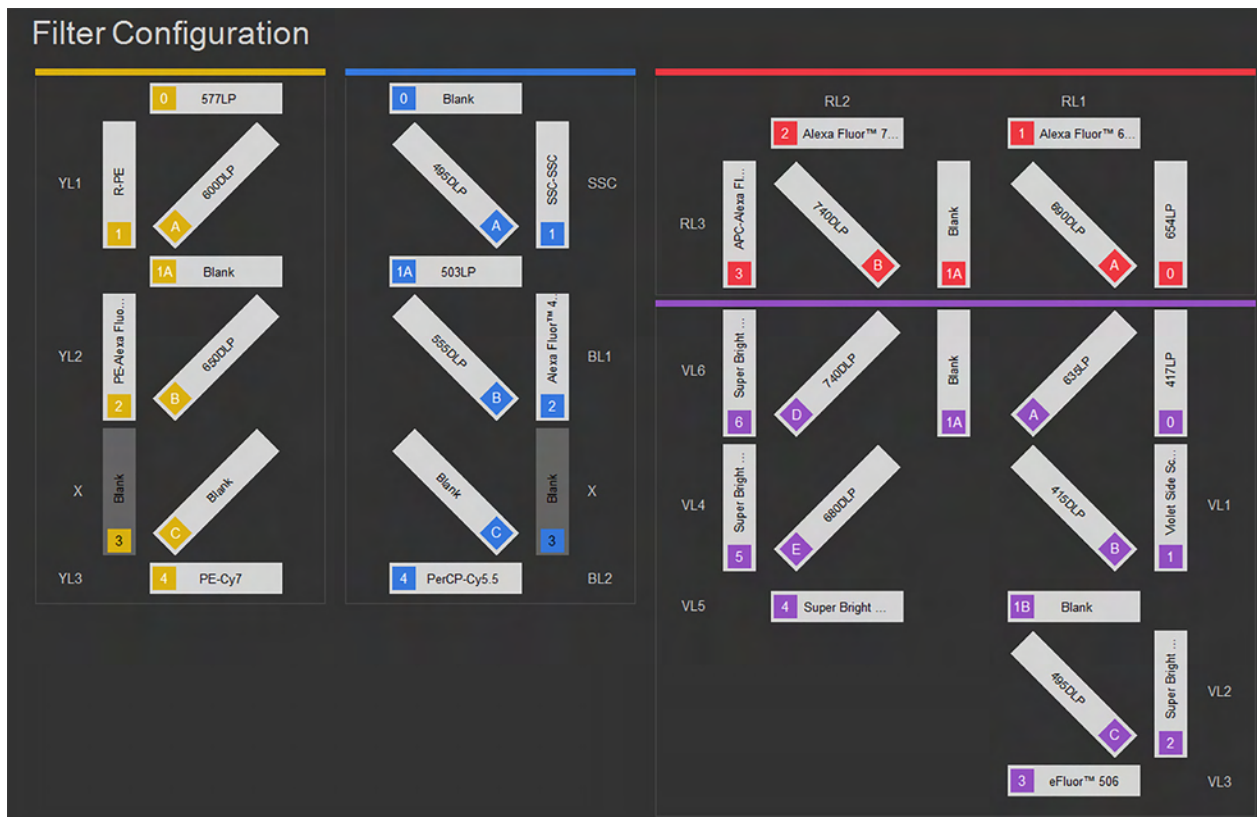 Filter Configuration
0 577LP
YL1
R-PE 1
600DLP A
1A Blank
YL2
PE-Alexa Fluo... 2
650DLP B
X
Blank 3
Blank C
YL3
4 PE-Cy7
0 Blank
495DLP A
SSC-SSC 1
SSC
1A 503LP
555DLP B
Alexa Fluor™ 4... 2
BL1
Blank C
Blank 3
X
4 PerCP-Cy5.5
BL2
RL2
RL1
2 Alexa Fluor™ 7...
1 Alexa Fluor™ 6...
RL3
APC-Alexa Fl... 3
740DLP B
Blank 1A
690DLP A
654LP 0
VL6
Super Bright ... 6
740DLP D
Blank 1A
635LP A
417LP 0
VL4
Super Bright ... 5
680DLP E
415DLP B
Violet Side Sc... 1
VL1
VL5
4 Super Bright ...
1B Blank
495DLP C
Super Bright ... 2
VL2
3 eFluor™ 506
VL3